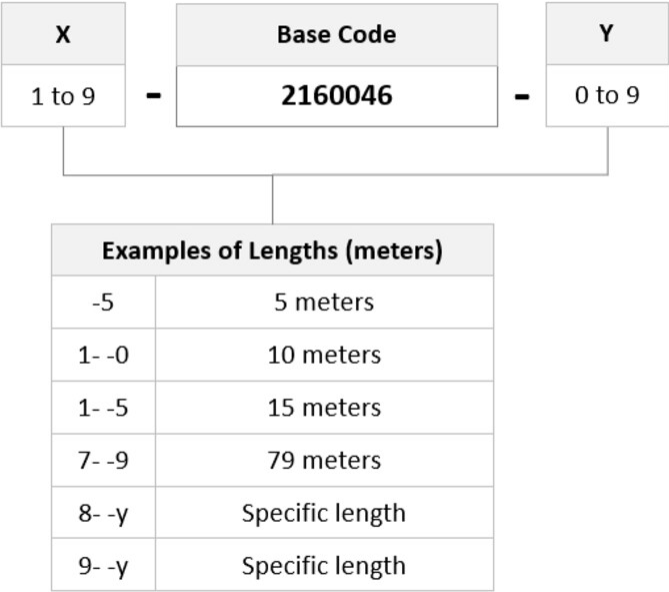 X Base Code Y
1 to 9 - 2160046 - 0 to 9
Examples of Lengths (meters)
-5 5 meters
1- -0 10 meters
1- -5 15 meters
7- -9 79 meters
8- -y Specific length
9- -y Specific length